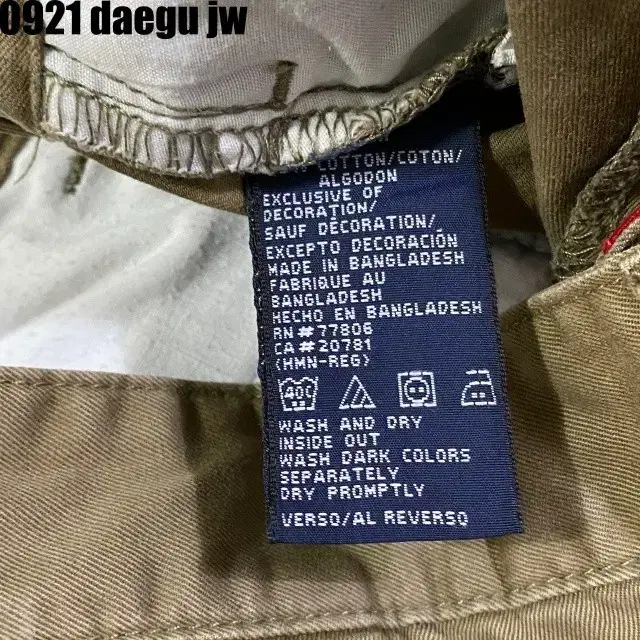 0921 daegu jw
COTTON/COTON/
ALGODON
EXCLUSIVE OF
DECORATION/
SAUF DÉCORATION/
EXCEPTO DECORACIÓN
MADE IN BANGLADESH
FABRIQUE AU
BANGLADESH
HECHO EN BANGLADESH
RN#77806
CA#20781
(HMN-REG)
40C
WASH AND DRY
INSIDE OUT
WASH DARK COLORS
SEPARATELY
DRY PROMPTLY
VERSO/AL REVERSO